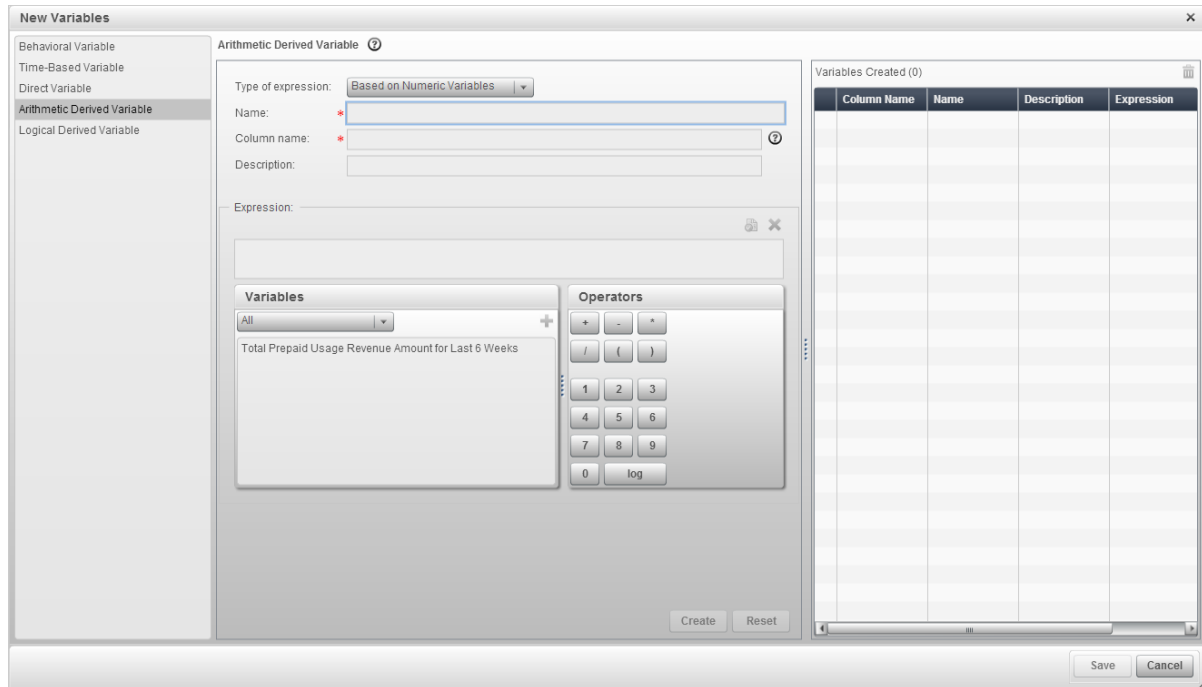 New Variables
Behavioral Variable
Time-Based Variable
Direct Variable
Arithmetic Derived Variable
Logical Derived Variable
Arithmetic Derived Variable ?
Type of expression: Based on Numeric Variables
Name: *
Column name: * ?
Description:
Expression:
Variables
All
Total Prepaid Usage Revenue Amount for Last 6 Weeks
Operators
+ - *
/ ( )
1 2 3
4 5 6
7 8 9
0 log
Create Reset
Variables Created (0)
Column Name Name Description Expression
Save Cancel